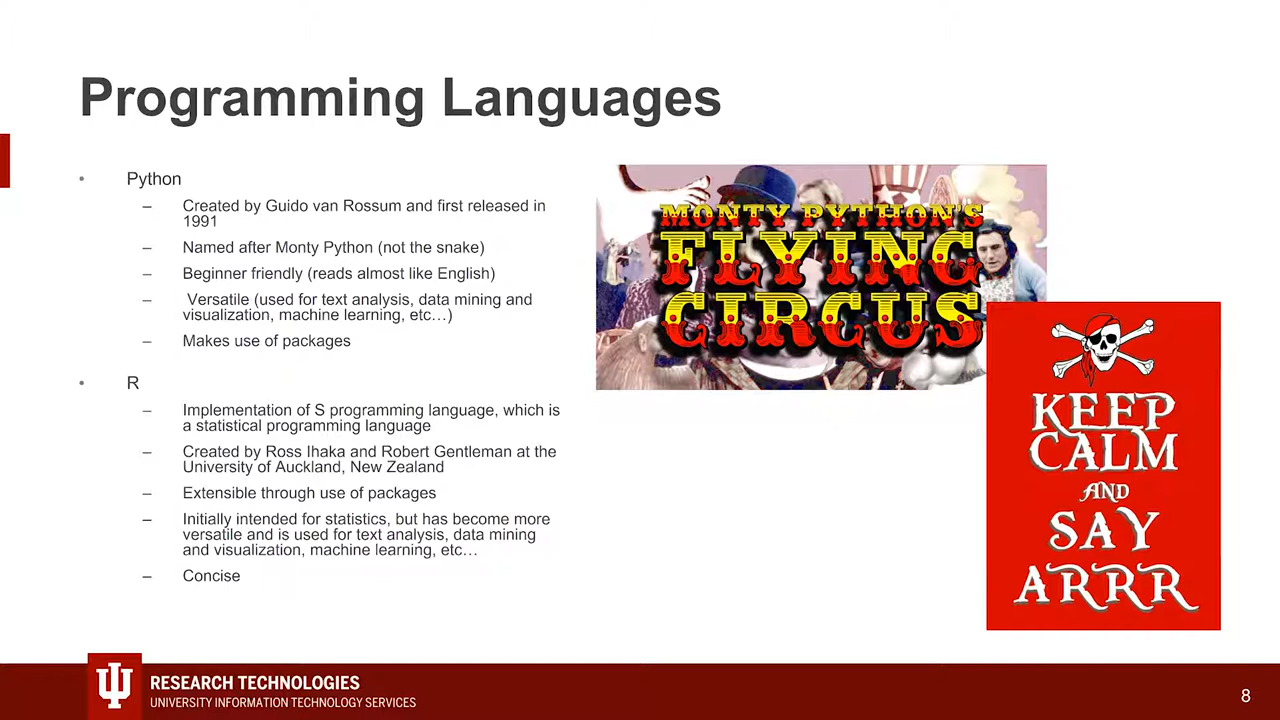 Programming Languages
• Python
– Created by Guido van Rossum and first released in
1991
– Named after Monty Python (not the snake)
– Beginner friendly (reads almost like English)
– Versatile (used for text analysis, data mining and
visualization, machine learning, etc…)
– Makes use of packages
• R
– Implementation of S programming language, which is
a statistical programming language
– Created by Ross Ihaka and Robert Gentleman at the
University of Auckland, New Zealand
– Extensible through use of packages
– Initially intended for statistics, but has become more
versatile and is used for text analysis, data mining
and visualization, machine learning, etc…
– Concise
MONTY PYTHON'S
FLYING
CIRCUS
KEEP
CALM
AND
SAY
ARRR
RESEARCH TECHNOLOGIES
UNIVERSITY INFORMATION TECHNOLOGY SERVICES
8